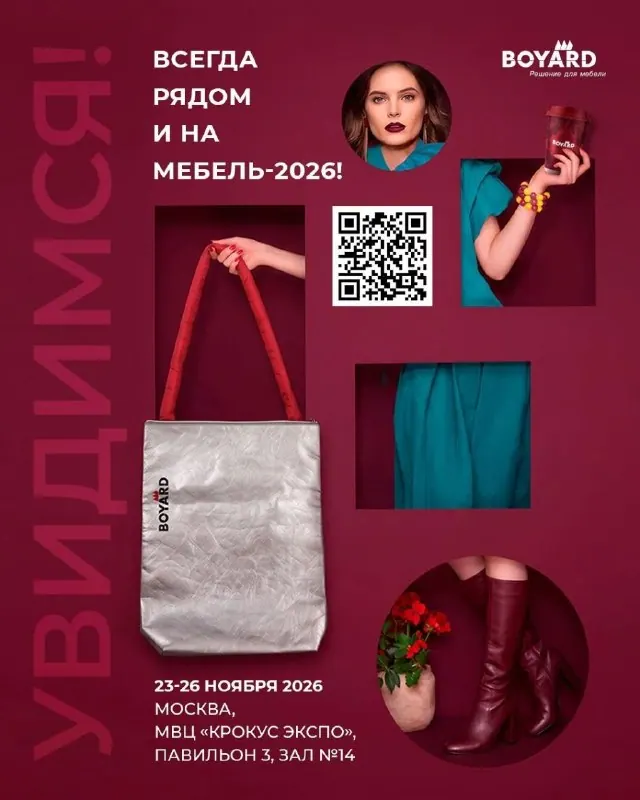 УВИДИМСЯ!
ВСЕГДА
РЯДОМ
И НА
МЕБЕЛЬ-2026!
BOYARD
Решение для мебели
BOYARD
BOYARD
23-26 НОЯБРЯ 2026
МОСКВА,
МВЦ «КРОКУС ЭКСПО»,
ПАВИЛЬОН 3, ЗАЛ №14